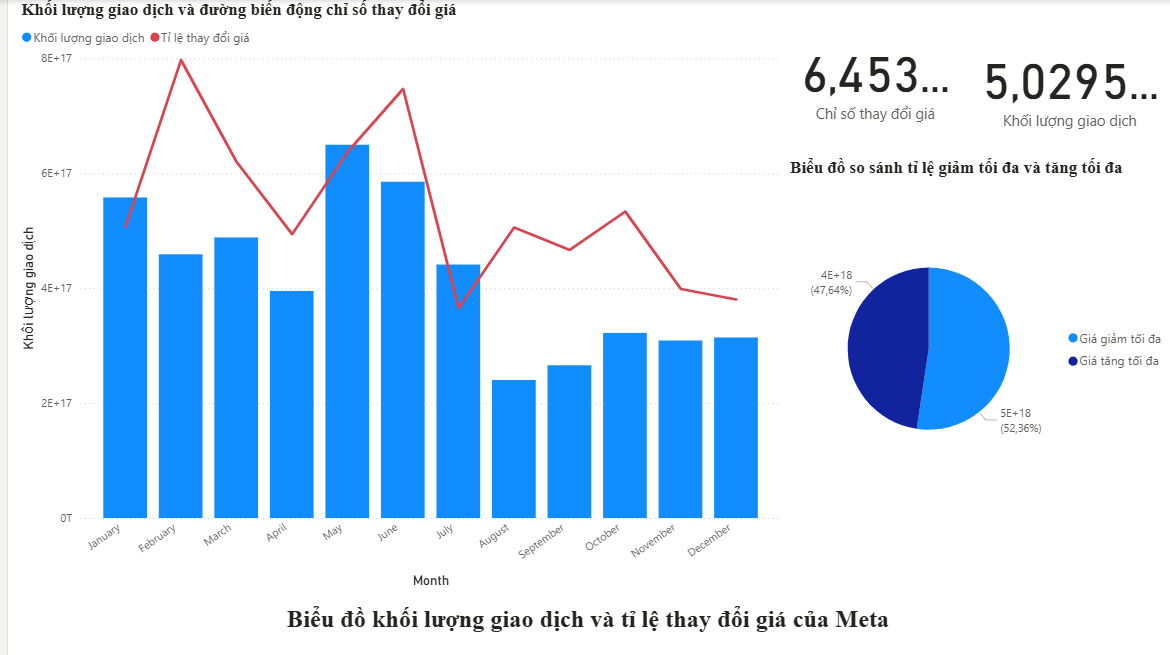 Khối lượng giao dịch và đường biến động chỉ số thay đổi giá
Khối lượng giao dịch
Tỉ lệ thay đổi giá
8E+17
6E+17
4E+17
2E+17
0T
Khối lượng giao dịch
January
February
March
April
May
June
July
August
September
October
November
December
Month
6,453...
Chỉ số thay đổi giá
5,0295...
Khối lượng giao dịch
Biểu đồ so sánh tỉ lệ giảm tối đa và tăng tối đa
4E+18
(47,64%)
5E+18
(52,36%)
Giá giảm tối đa
Giá tăng tối đa
Biểu đồ khối lượng giao dịch và tỉ lệ thay đổi giá của Meta